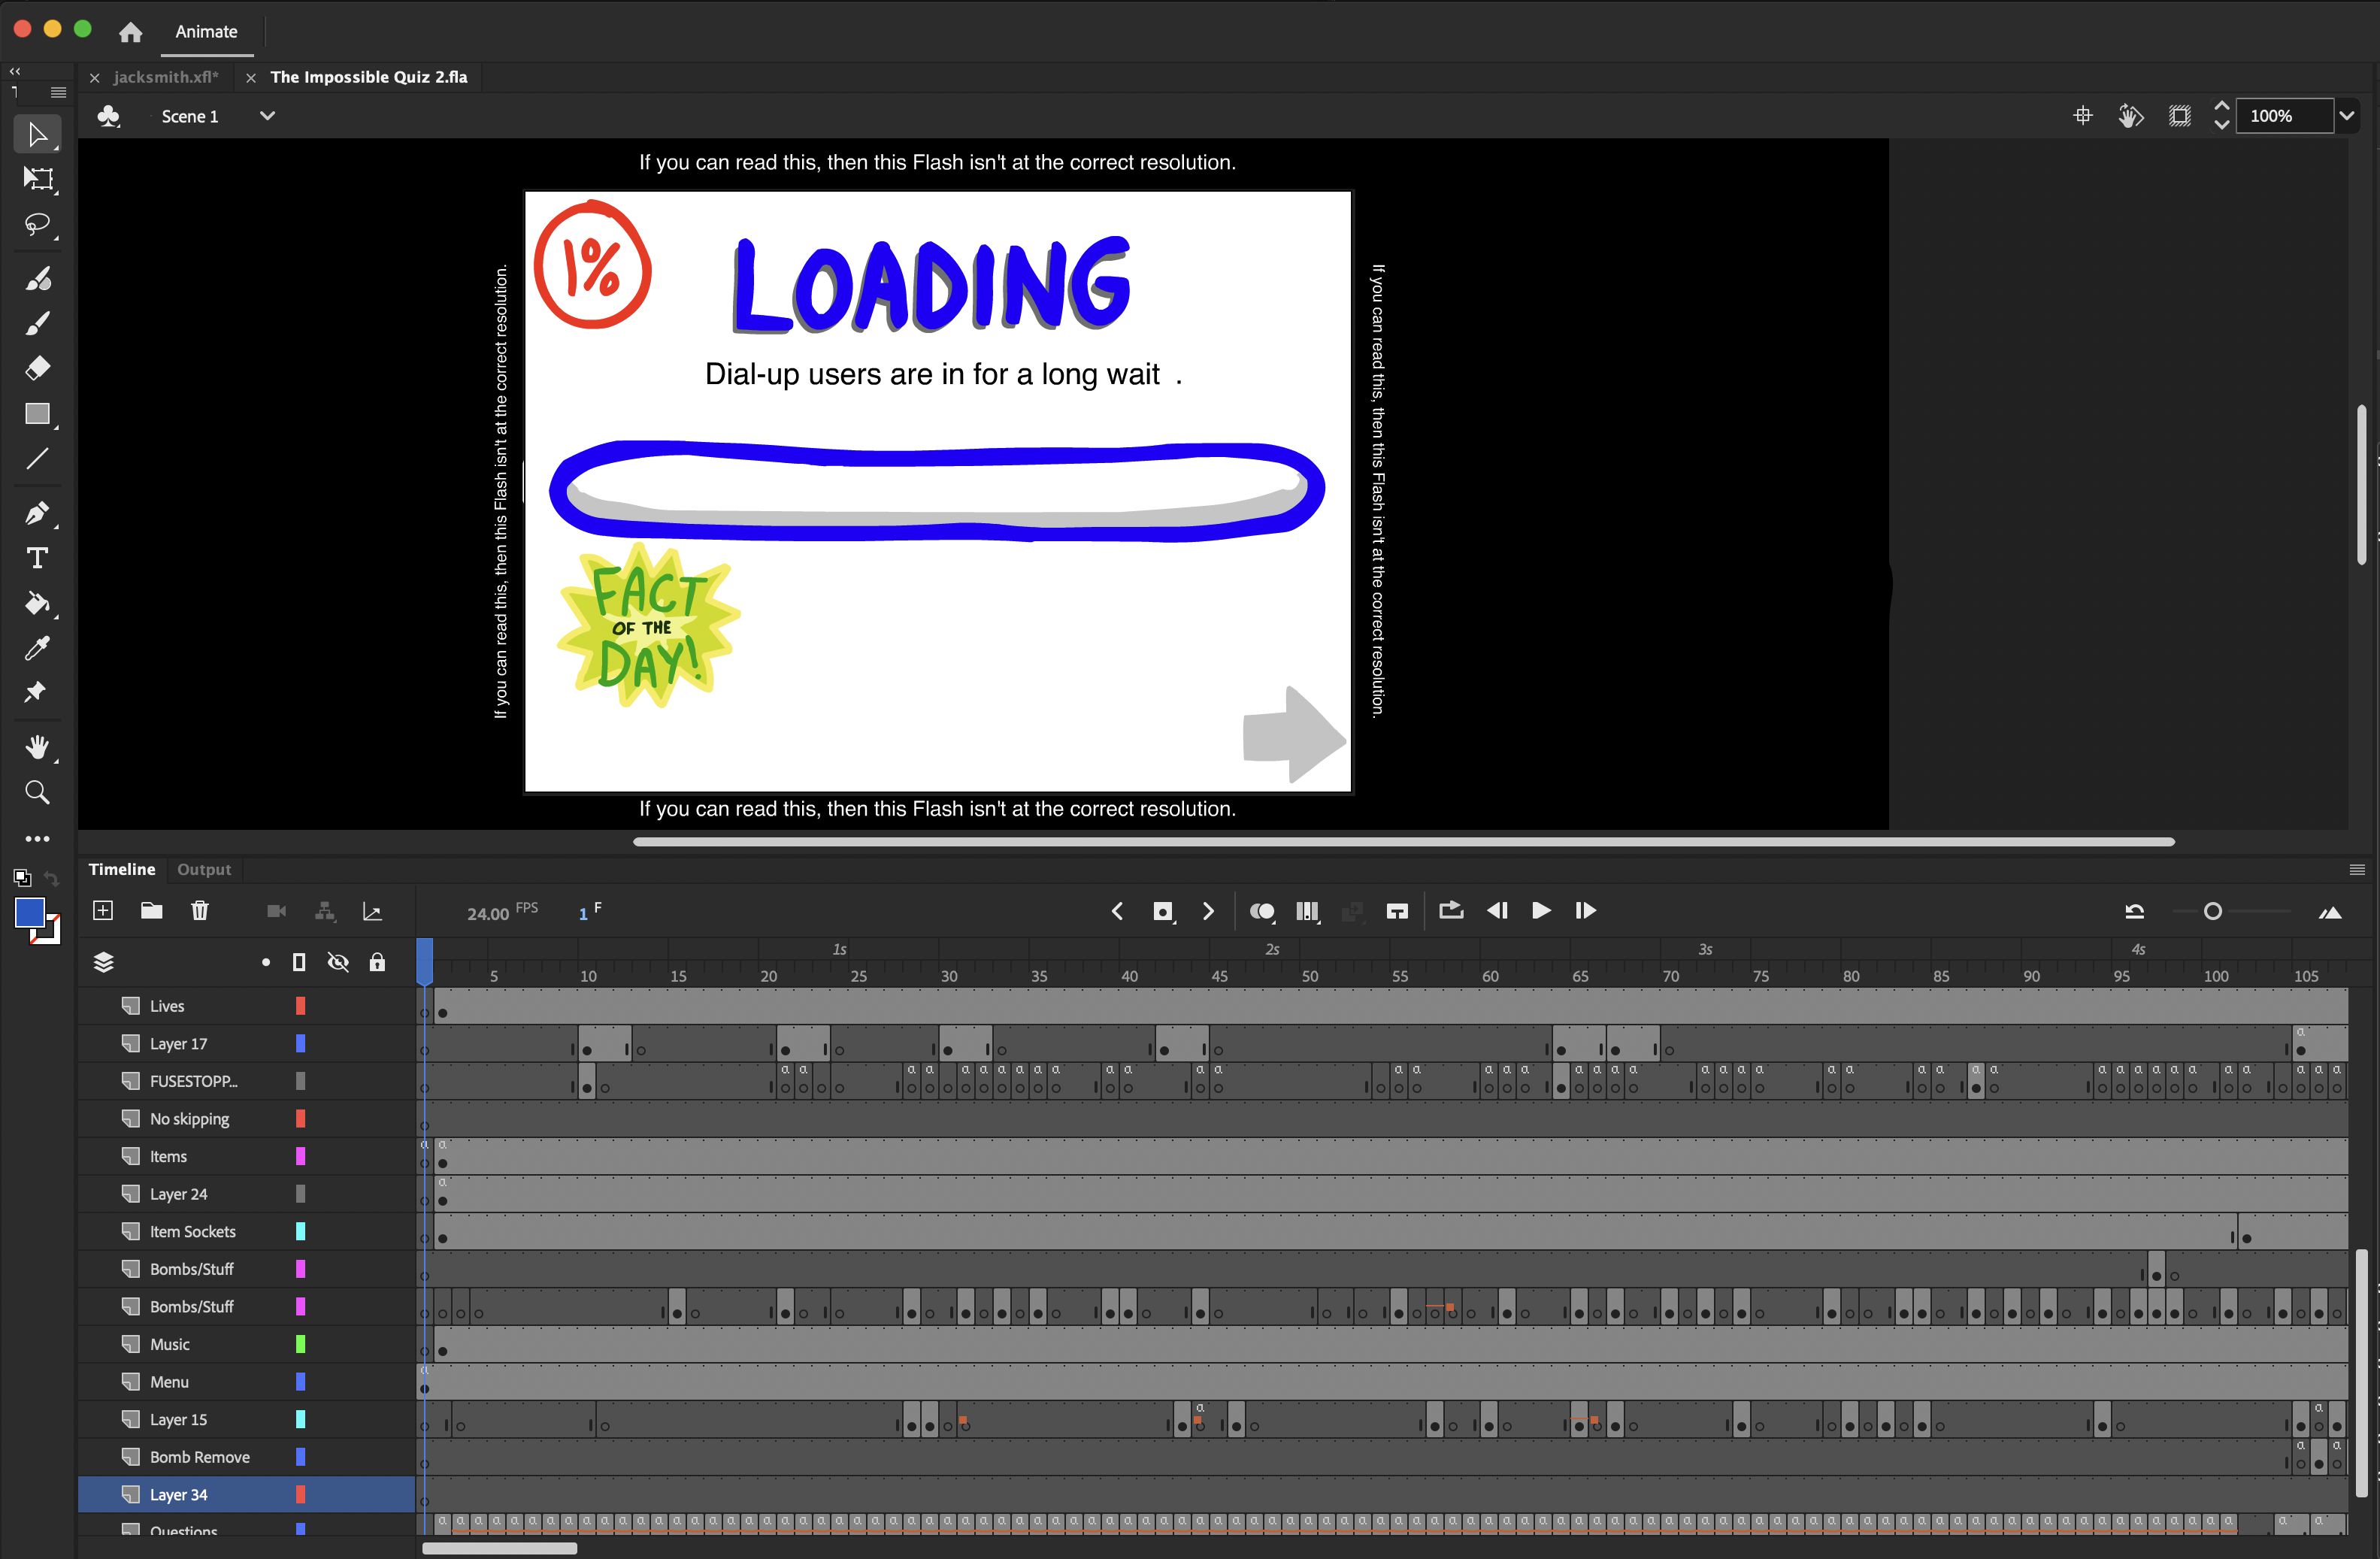 Animate
jacksmith.xfl*
The Impossible Quiz 2.fla
Scene 1
100%
If you can read this, then this Flash isn't at the correct resolution.
If you can read this, then this Flash isn't at the correct resolution.
1%
LOADING
Dial-up users are in for a long wait .
FACT
OF THE
DAY!
If you can read this, then this Flash isn't at the correct resolution.
If you can read this, then this Flash isn't at the correct resolution.
Timeline
Output
24.00 FPS
1 F
1s 2s 3s 4s
5 10 15 20 25 30 35 40 45 50 55 60 65 70 75 80 85 90 95 100 105
Lives
Layer 17
FUSESTOPP...
No skipping
Items
Layer 24
Item Sockets
Bombs/Stuff
Bombs/Stuff
Music
Menu
Layer 15
Bomb Remove
Layer 34
Questions